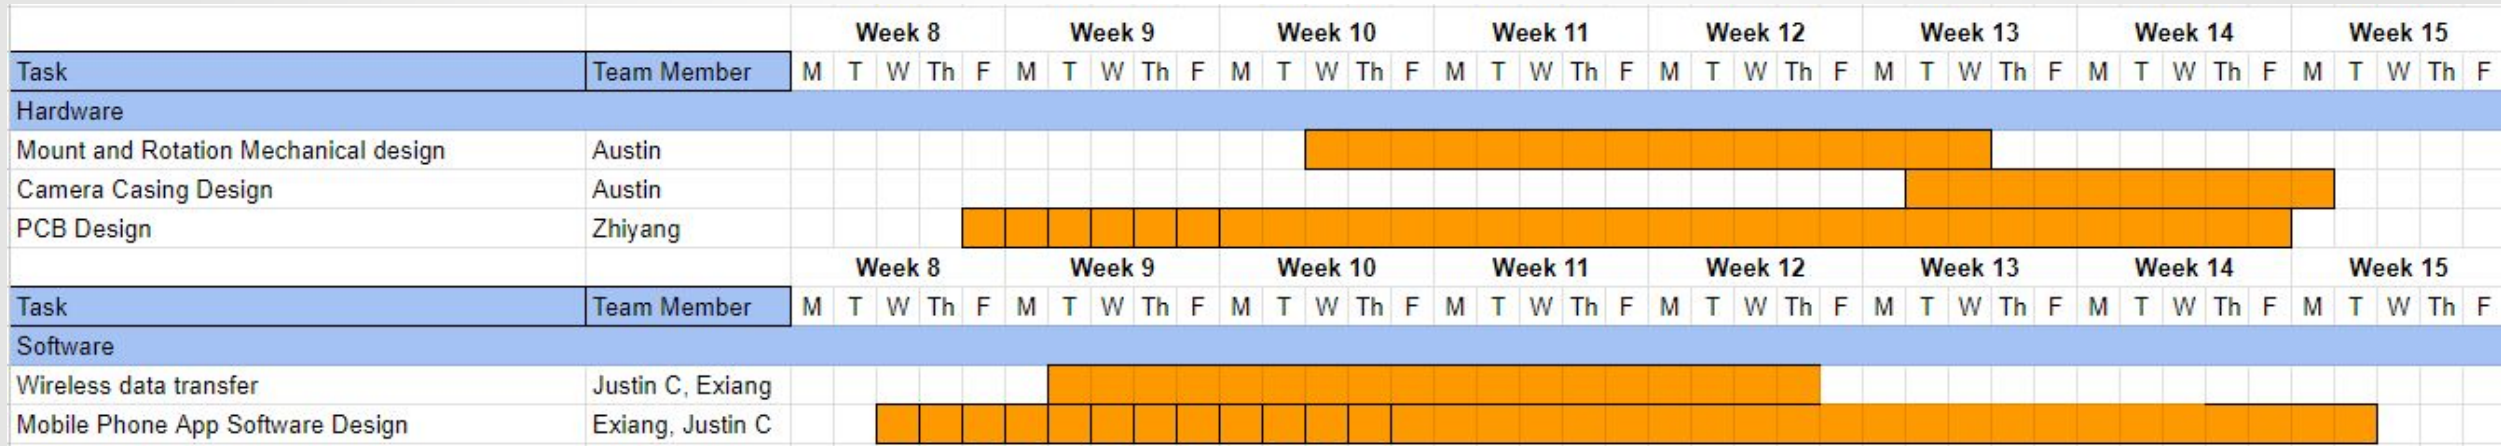 Week 8 Week 9 Week 10 Week 11 Week 12 Week 13 Week 14 Week 15
Task Team Member M T W Th F M T W Th F M T W Th F M T W Th F M T W Th F M T W Th F M T W Th F M T W Th F
Hardware
Mount and Rotation Mechanical design Austin
Camera Casing Design Austin
PCB Design Zhiyang
Week 8 Week 9 Week 10 Week 11 Week 12 Week 13 Week 14 Week 15
Task Team Member M T W Th F M T W Th F M T W Th F M T W Th F M T W Th F M T W Th F M T W Th F M T W Th F
Software
Wireless data transfer Justin C, Exiang
Mobile Phone App Software Design Exiang, Justin C